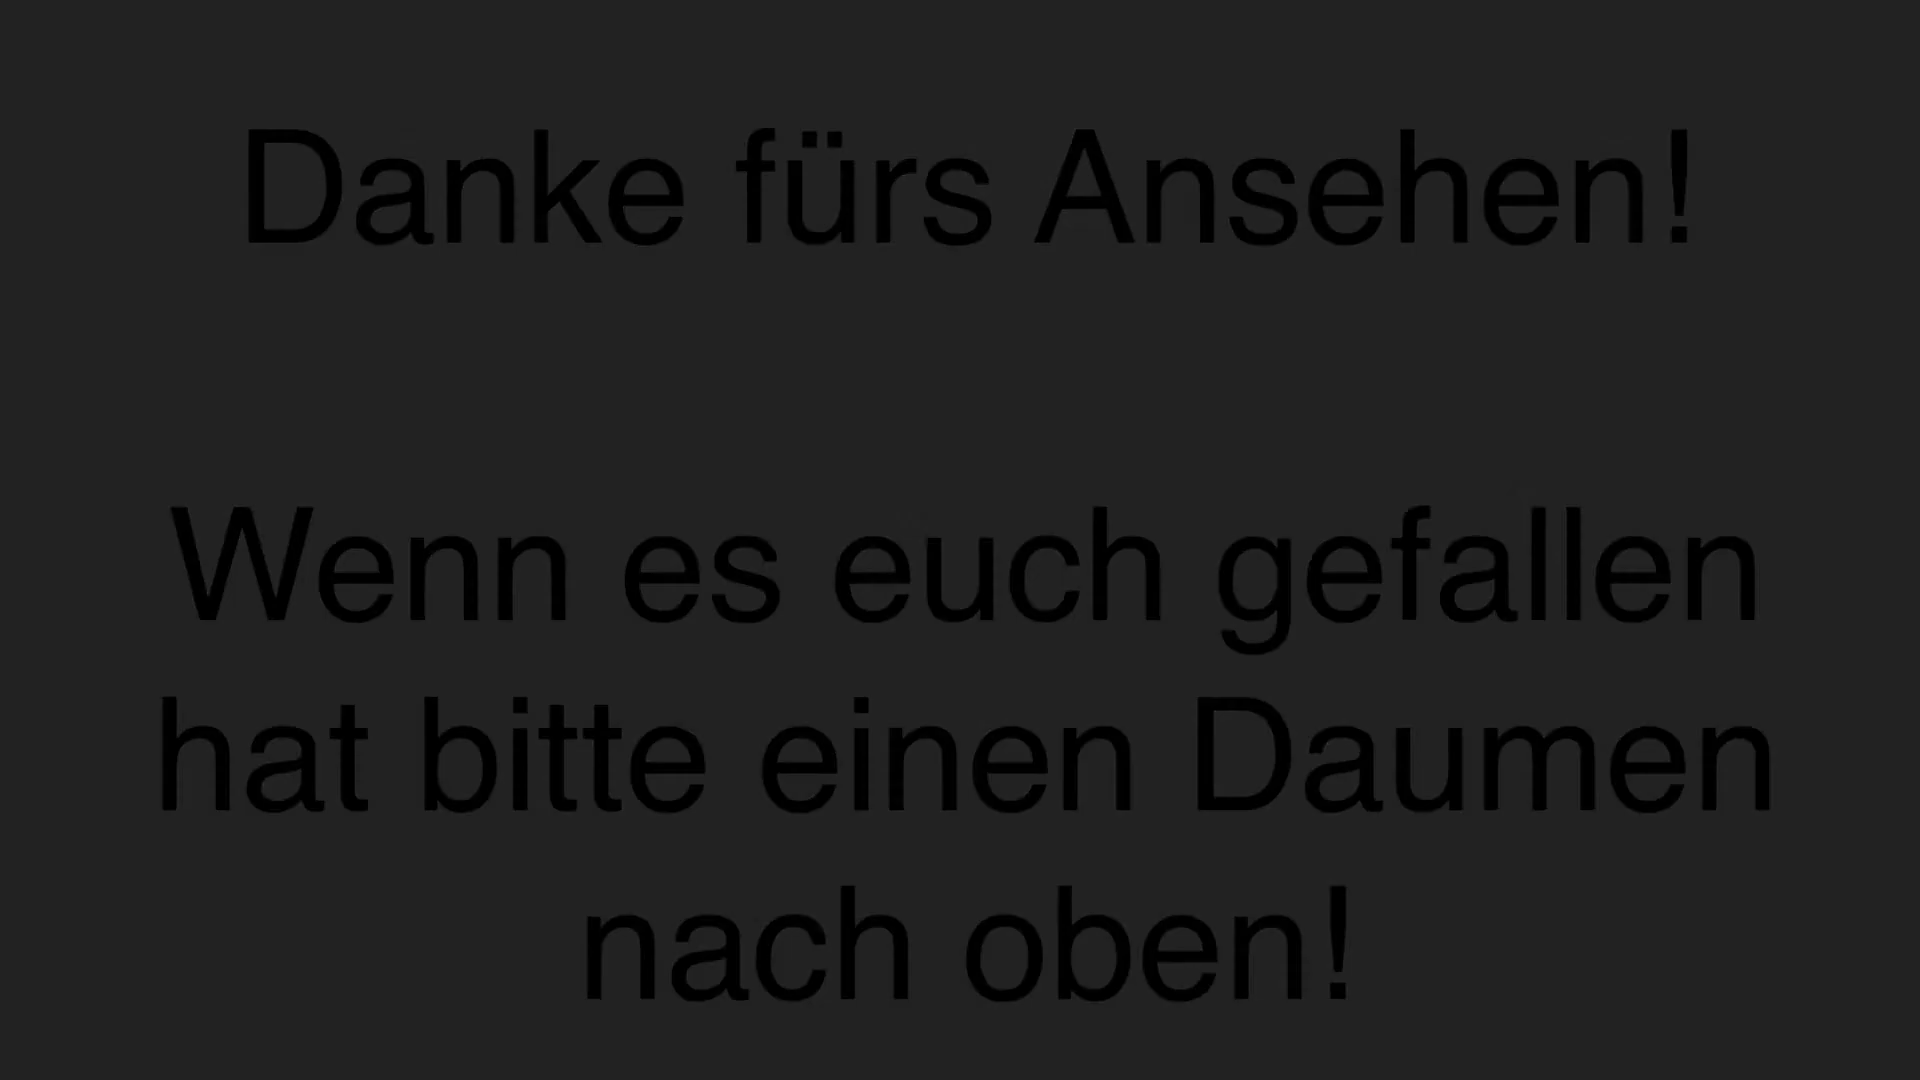 Danke fürs Ansehen!
Wenn es euch gefallen
hat bitte einen Daumen
nach oben!